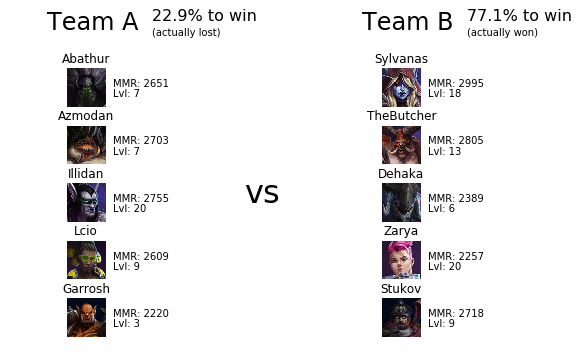 Team A 22.9% to win
(actually lost)
Abathur
MMR: 2651
Lvl: 7
Azmodan
MMR: 2703
Lvl: 7
Illidan
MMR: 2755
Lvl: 20
Lcio
MMR: 2609
Lvl: 9
Garrosh
MMR: 2220
Lvl: 3
vs
Team B 77.1% to win
(actually won)
Sylvanas
MMR: 2995
Lvl: 18
TheButcher
MMR: 2805
Lvl: 13
Dehaka
MMR: 2389
Lvl: 6
Zarya
MMR: 2257
Lvl: 20
Stukov
MMR: 2718
Lvl: 9